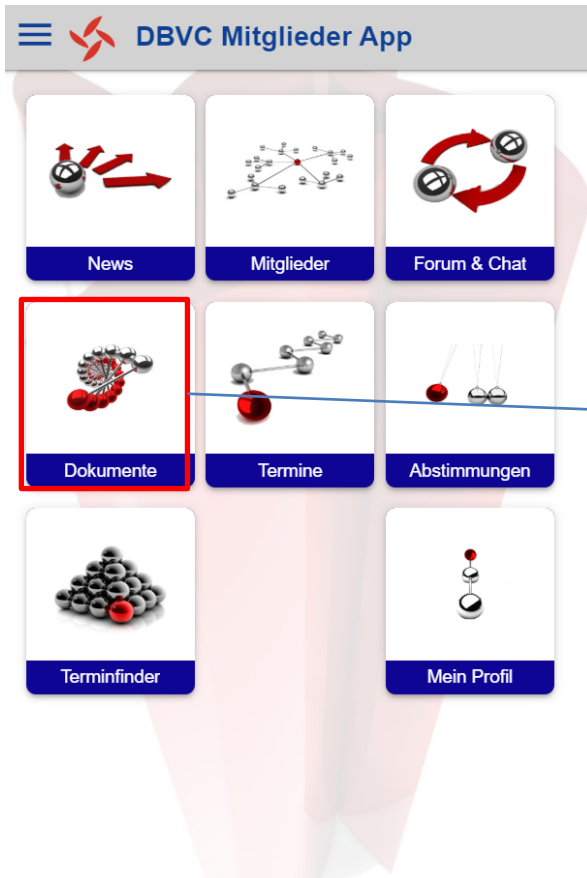 DBVC Mitglieder App
News
Mitglieder
Forum & Chat
Dokumente
Termine
Abstimmungen
Terminfinder
Mein Profil